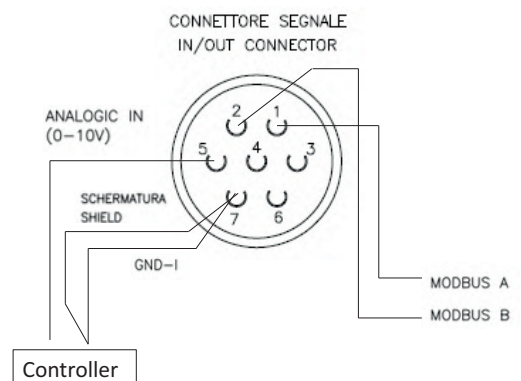 CONNETTORE SEGNALE
IN/OUT CONNECTOR
ANALOGIC IN
(0-10V)
2 1
5 4 3
SCHERMATURA
SHIELD
7 6
GND-I
MODBUS A
MODBUS B
Controller